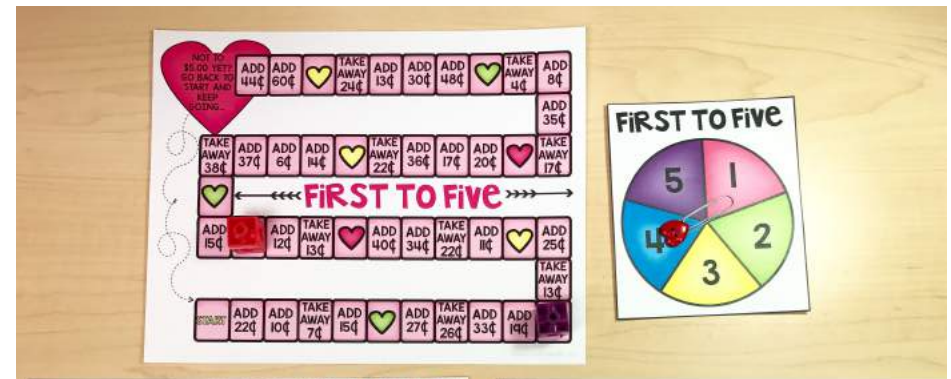 NOT TO
$5.00 YET?
GO BACK TO
START AND
KEEP
GOING...
ADD
44¢
ADD
60¢
TAKE
AWAY
24¢
ADD
13¢
ADD
30¢
ADD
48¢
TAKE
AWAY
4¢
ADD
8¢
ADD
35¢
TAKE
AWAY
38¢
ADD
37¢
ADD
6¢
ADD
14¢
TAKE
AWAY
22¢
ADD
36¢
ADD
17¢
ADD
20¢
TAKE
AWAY
17¢
FIRST TO FIVE
ADD
15¢
ADD
12¢
TAKE
AWAY
13¢
ADD
40¢
ADD
34¢
TAKE
AWAY
22¢
ADD
11¢
ADD
25¢
TAKE
AWAY
13¢
START
ADD
22¢
ADD
10¢
TAKE
AWAY
7¢
ADD
15¢
ADD
27¢
TAKE
AWAY
26¢
ADD
33¢
ADD
19¢
FIRST TO FIVE
5
1
4
2
3